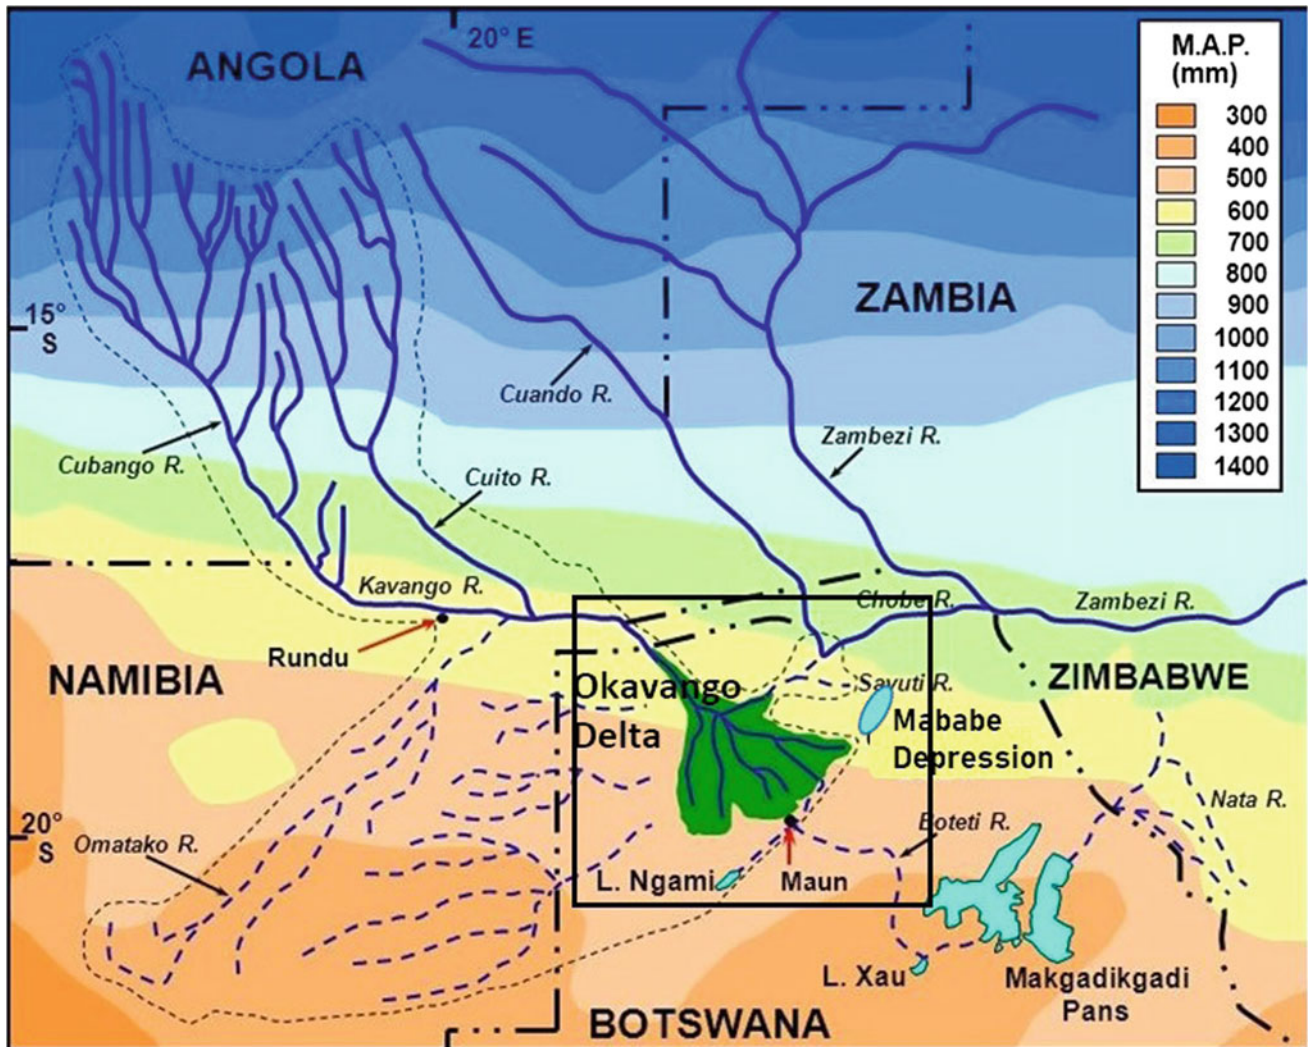 20° E
ANGOLA
M.A.P.
(mm)
300
400
500
600
700
800
900
1000
1100
1200
1300
1400
ZAMBIA
15°
S
Cuando R.
Zambezi R.
Cubango R.
Cuito R.
Kavango R.
Chobe R.
Zambezi R.
Rundu
NAMIBIA
ZIMBABWE
Okavango
Delta
Savuti R.
Mababe
Depression
Nata R.
20°
S
Omatako R.
Boteti R.
L. Ngami
Maun
L. Xau
Makgadikgadi
Pans
BOTSWANA